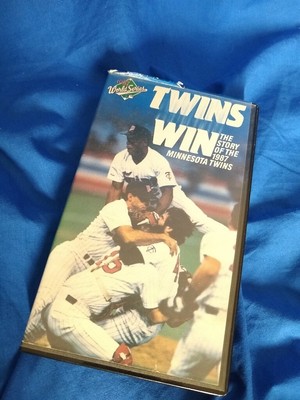 World Series
TWINS
WIN
THE
STORY
OF THE
1987
MINNESOTA TWINS